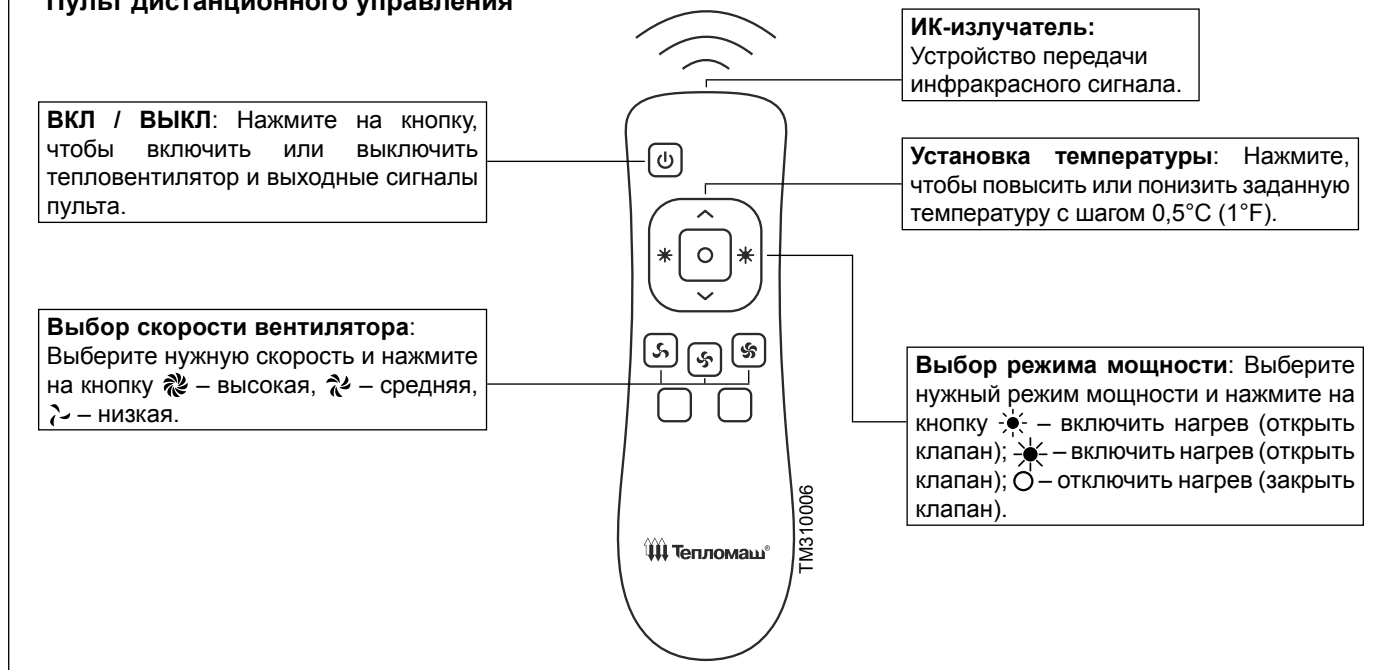 Пульт дистанционного управления
ИК-излучатель:
Устройство передачи
инфракрасного сигнала.
ВКЛ / ВЫКЛ: Нажмите на кнопку,
чтобы включить или выключить
тепловентилятор и выходные сигналы
пульта.
Установка температуры: Нажмите,
чтобы повысить или понизить заданную
температуру с шагом 0,5°C (1°F).
Выбор скорости вентилятора:
Выберите нужную скорость и нажмите
на кнопку – высокая, – средняя,
– низкая.
Выбор режима мощности: Выберите
нужный режим мощности и нажмите на
кнопку – включить нагрев (открыть
клапан); – включить нагрев (открыть
клапан); – отключить нагрев (закрыть
клапан).
TM310006
Тепломаш®